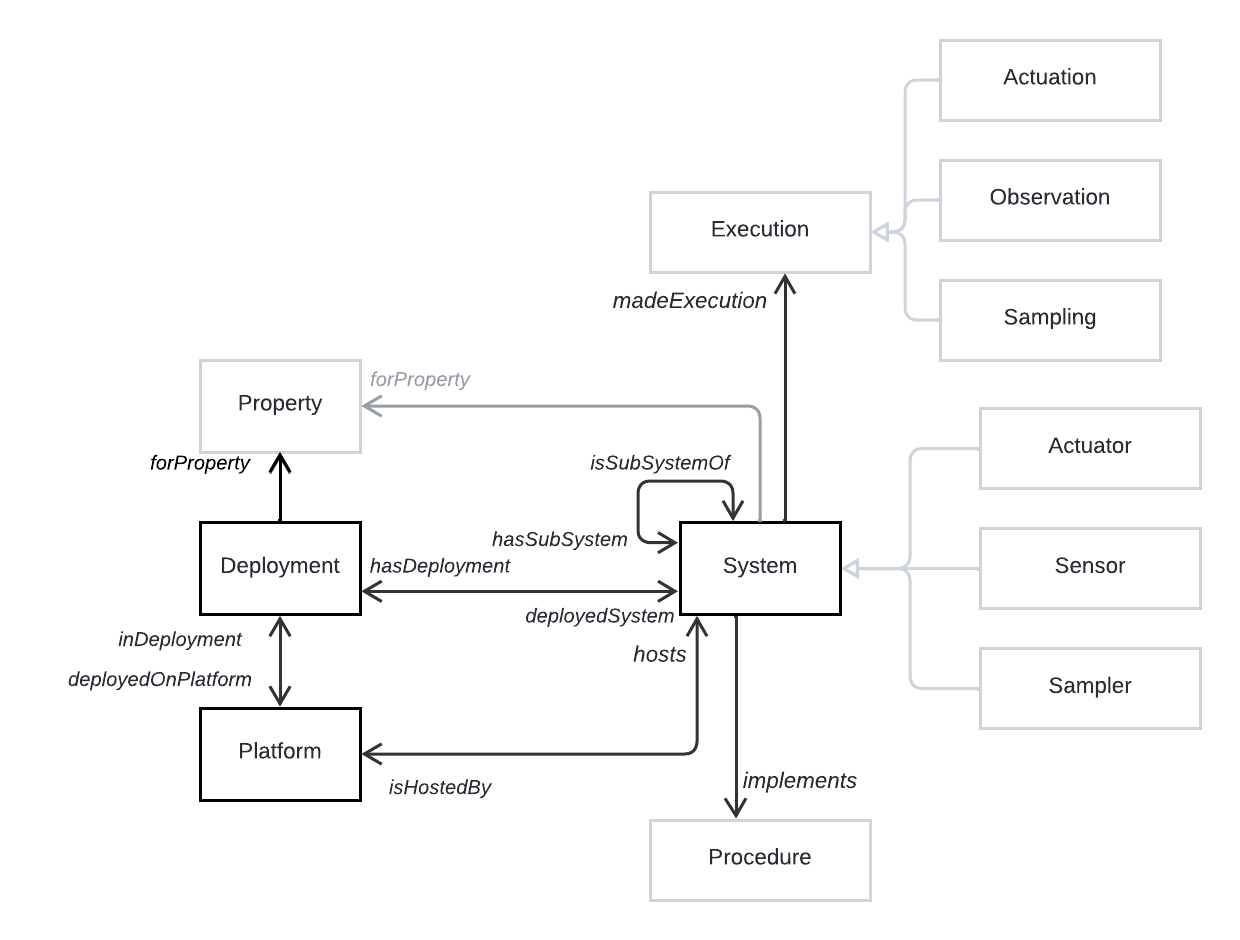 Actuation
Observation
Execution
madeExecution
Sampling
forProperty
Property
Actuator
forProperty
isSubSystemOf
hasSubSystem
Deployment
hasDeployment
System
Sensor
deployedSystem
inDeployment
hosts
deployedOnPlatform
Sampler
Platform
isHostedBy
implements
Procedure